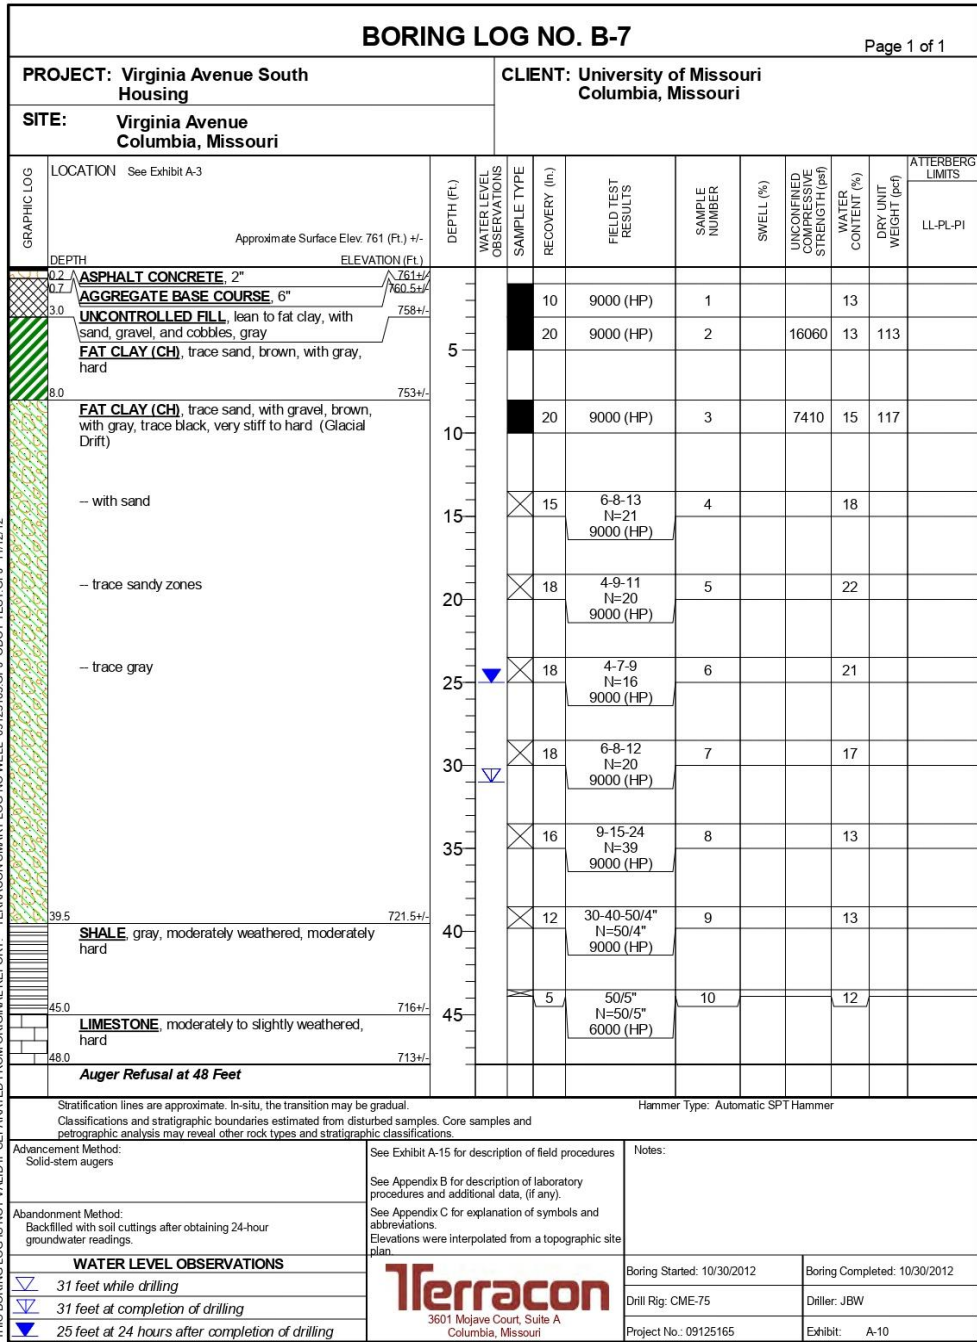 BORING LOG NO. B-7
Page 1 of 1
PROJECT: Virginia Avenue South
Housing
CLIENT: University of Missouri
Columbia, Missouri
SITE: Virginia Avenue
Columbia, Missouri
GRAPHIC LOG
LOCATION See Exhibit A-3
Approximate Surface Elev: 761 (Ft.) +/-
DEPTH ELEVATION (Ft.)
DEPTH (Ft.)
WATER LEVEL
OBSERVATIONS
SAMPLE TYPE
RECOVERY (In.)
FIELD TEST
RESULTS
SAMPLE
NUMBER
SWELL (%)
UNCONFINED
COMPRESSIVE
STRENGTH (psf)
WATER
CONTENT (%)
DRY UNIT
WEIGHT (pcf)
ATTERBERG
LIMITS
LL-PL-PI
0.2 ASPHALT CONCRETE, 2" 761+/-
0.7 AGGREGATE BASE COURSE, 6" 760.5+/-
3.0 UNCONTROLLED FILL, lean to fat clay, with 758+/-
sand, gravel, and cobbles, gray
FAT CLAY (CH), trace sand, brown, with gray,
hard
8.0 753+/-
FAT CLAY (CH), trace sand, with gravel, brown,
with gray, trace black, very stiff to hard (Glacial
Drift)
-- with sand
-- trace sandy zones
-- trace gray
39.5 721.5+/-
SHALE, gray, moderately weathered, moderately
hard
45.0 716+/-
LIMESTONE, moderately to slightly weathered,
hard
48.0 713+/-
Auger Refusal at 48 Feet
5
10
15
20
25
30
35
40
45
10 9000 (HP) 1 13
20 9000 (HP) 2 16060 13 113
20 9000 (HP) 3 7410 15 117
15 6-8-13 4 18
N=21
9000 (HP)
18 4-9-11 5 22
N=20
9000 (HP)
18 4-7-9 6 21
N=16
9000 (HP)
18 6-8-12 7 17
N=20
9000 (HP)
16 9-15-24 8 13
N=39
9000 (HP)
12 30-40-50/4" 9 13
N=50/4"
9000 (HP)
5 50/5" 10 12
N=50/5"
6000 (HP)
Stratification lines are approximate. In-situ, the transition may be gradual.
Hammer Type: Automatic SPT Hammer
Classifications and stratigraphic boundaries estimated from disturbed samples. Core samples and
petrographic analysis may reveal other rock types and stratigraphic classifications.
Advancement Method:
Solid-stem augers
Abandonment Method:
Backfilled with soil cuttings after obtaining 24-hour
groundwater readings.
See Exhibit A-15 for description of field procedures
See Appendix B for description of laboratory
procedures and additional data, (if any).
See Appendix C for explanation of symbols and
abbreviations.
Elevations were interpolated from a topographic site
plan.
Notes:
WATER LEVEL OBSERVATIONS
31 feet while drilling
31 feet at completion of drilling
25 feet at 24 hours after completion of drilling
Terracon
3601 Mojave Court, Suite A
Columbia, Missouri
Boring Started: 10/30/2012
Boring Completed: 10/30/2012
Drill Rig: CME-75
Driller: JBW
Project No.: 09125165
Exhibit: A-10